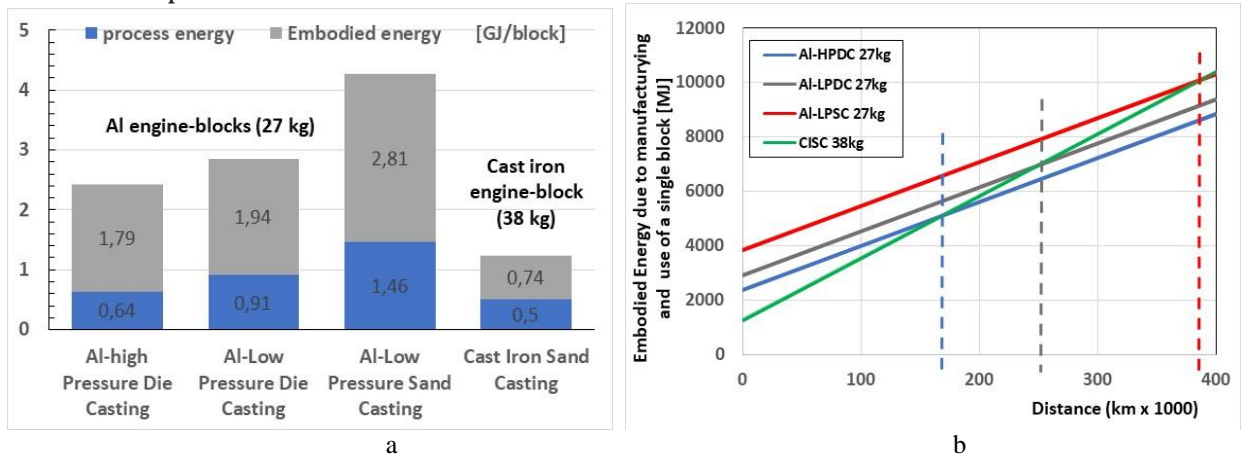 5
4
3
2
1
0
process energy Embodied energy [GJ/block]
Al engine-blocks (27 kg)
Cast iron
engine-block
(38 kg)
1,79
0,64
1,94
0,91
2,81
1,46
0,74
0,5
Al-high
Pressure Die
Casting
Al-Low
Pressure Die
Casting
Al-Low
Pressure Sand
Casting
Cast Iron Sand
Casting
a
Embodied Energy due to manufacturying
and use of a single block [MJ]
12000
10000
8000
6000
4000
2000
0
Al-HPDC 27kg
Al-LPDC 27kg
Al-LPSC 27kg
CISC 38kg
0 100 200 300 400
Distance (km x 1000)
b